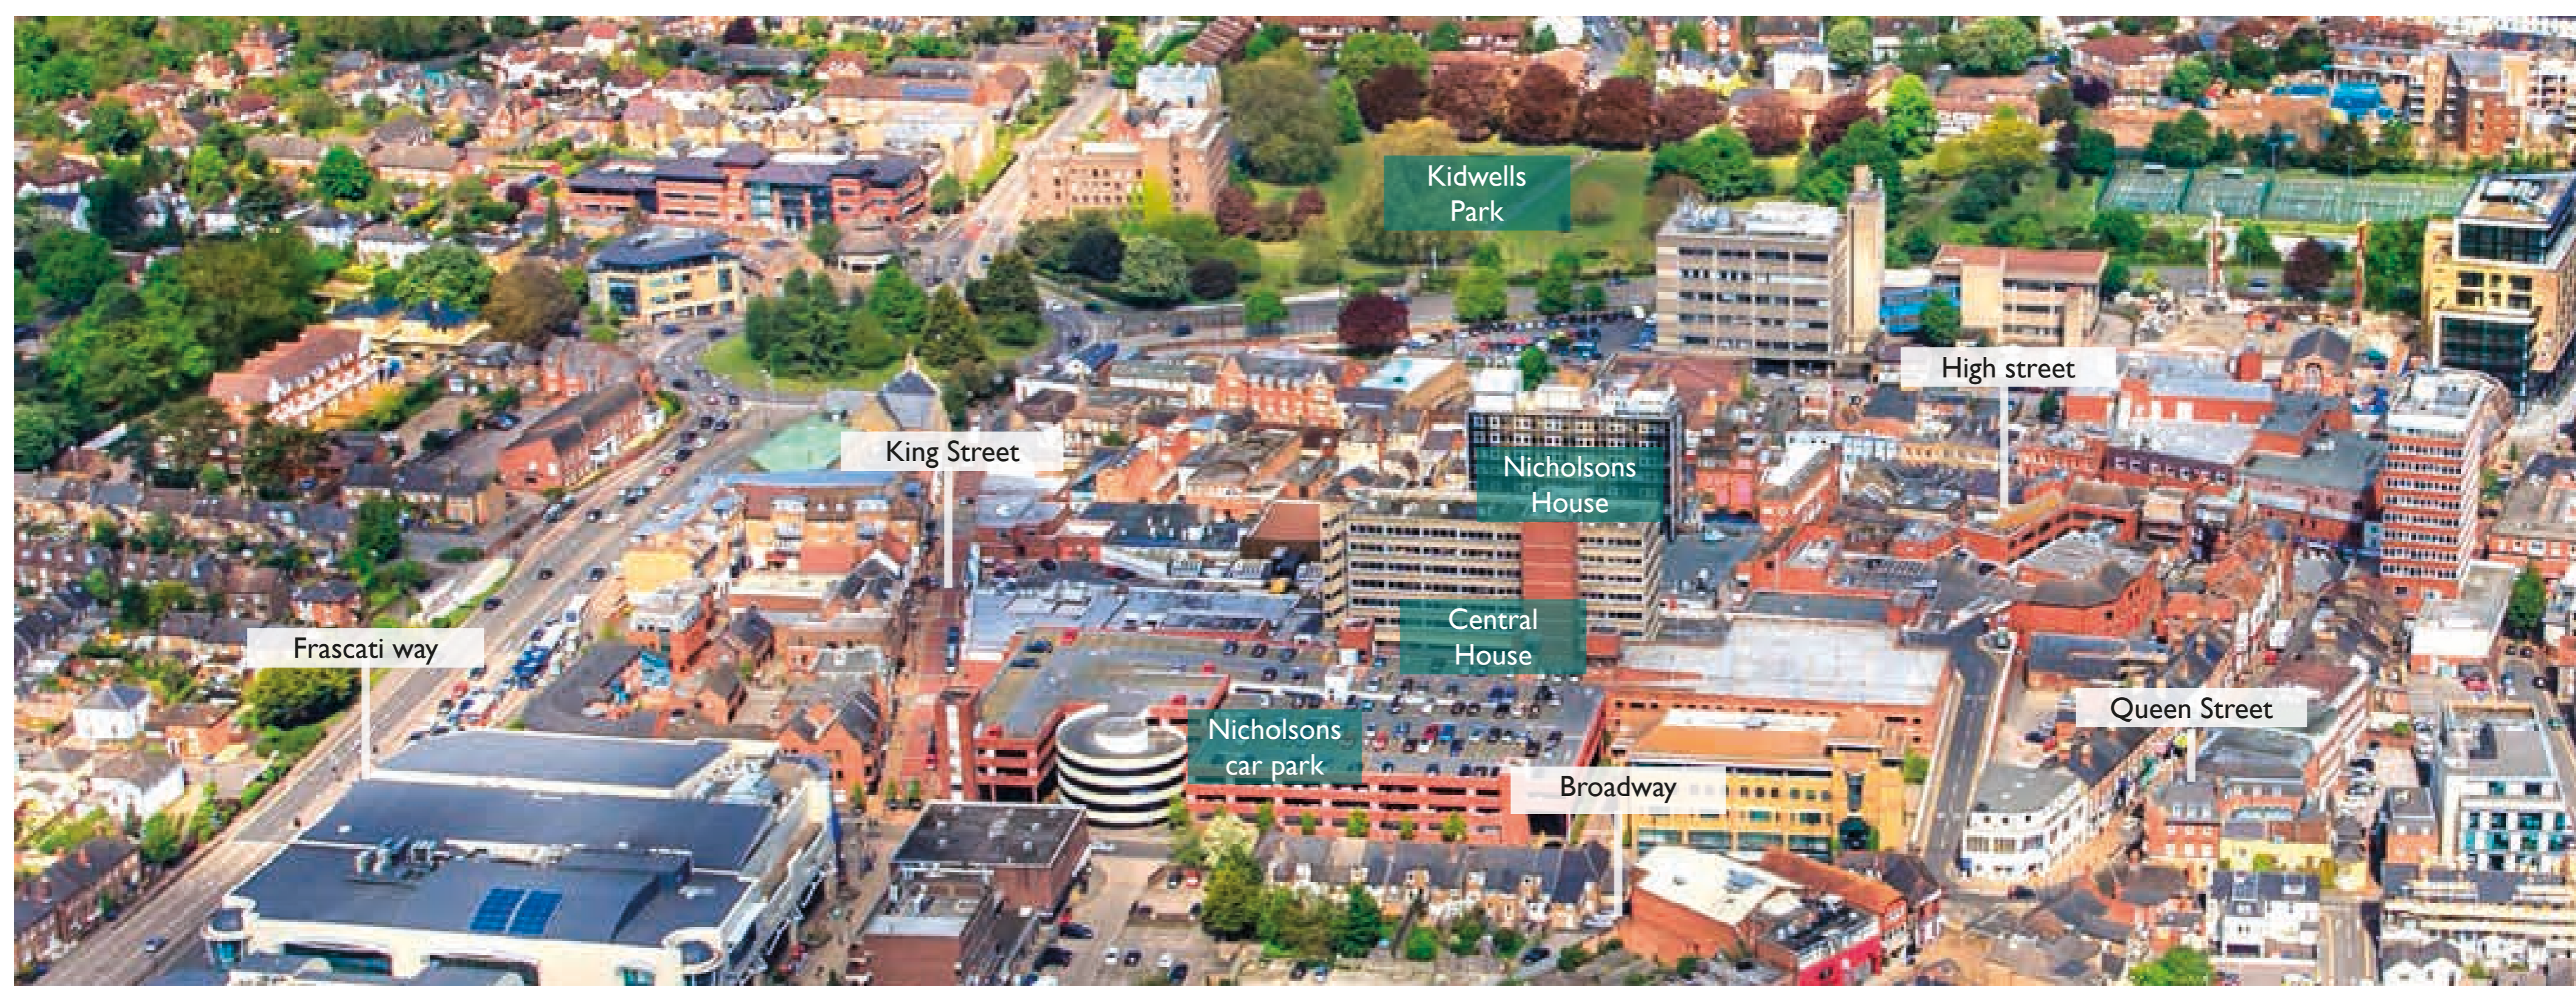 Kidwells
Park
High street
King Street
Nicholsons
House
Central
House
Frascati way
Queen Street
Nicholsons
car park
Broadway